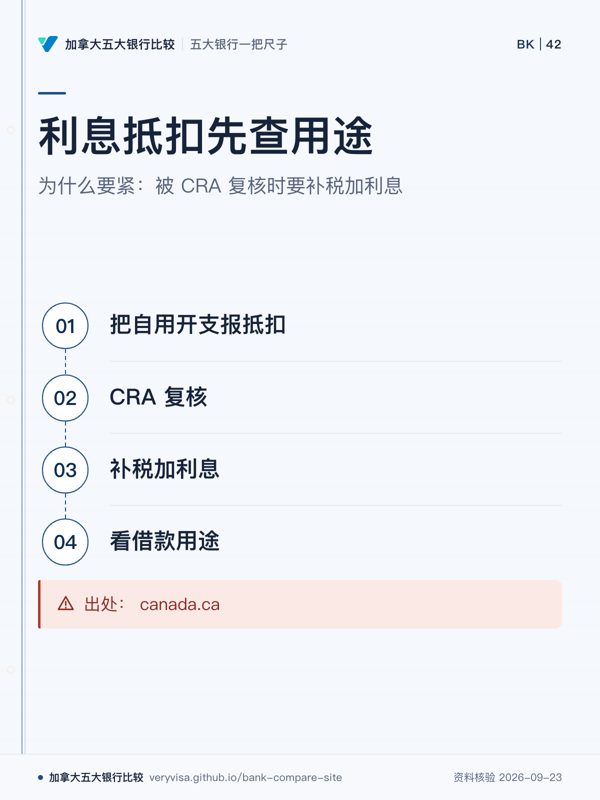 加拿大五大银行比较 五大银行一把尺子 BK | 42
利息抵扣先查用途
为什么要紧：被 CRA 复核时要补税加利息
01 把自用开支报抵扣
02 CRA 复核
03 补税加利息
04 看借款用途
出处： canada.ca
加拿大五大银行比较 veryvisa.github.io/bank-compare-site 资料核验 2026-09-23